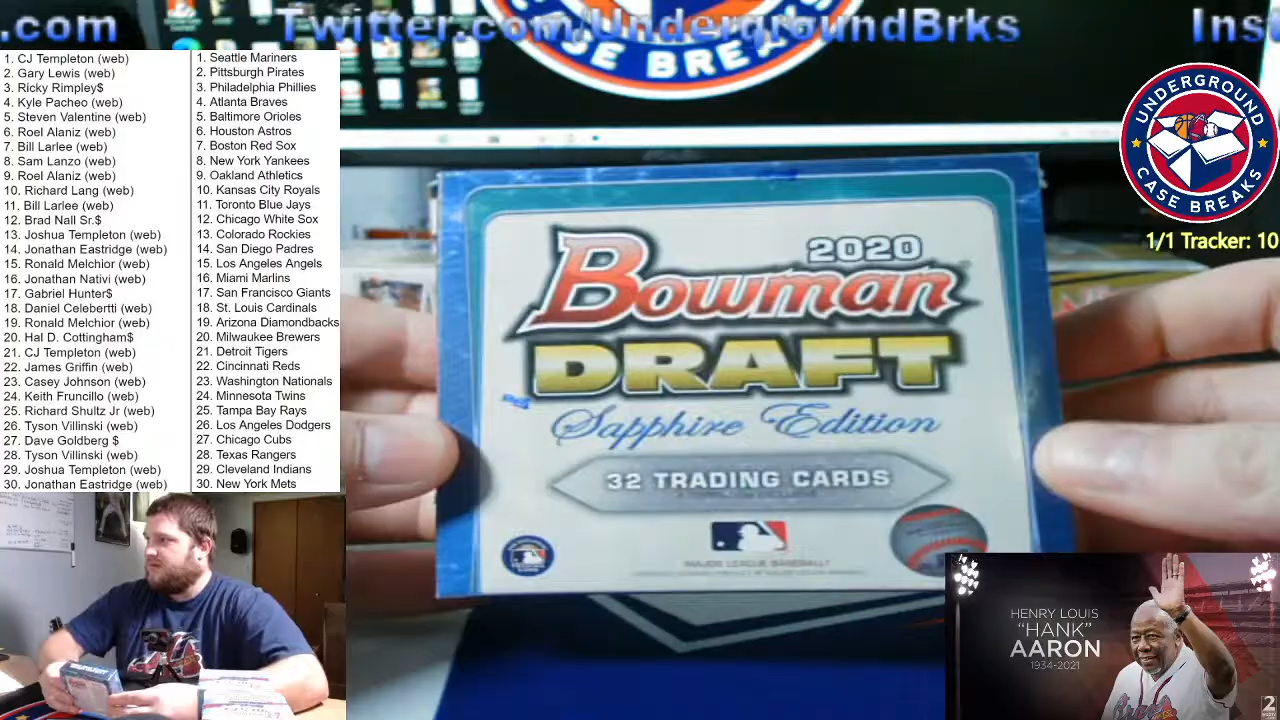 .com Twitter.com/UndergroundBrks Inst
CASE BREAKS
1. CJ Templeton (web)
2. Gary Lewis (web)
3. Ricky Rimpley$
4. Kyle Pacheo (web)
5. Steven Valentine (web)
6. Roel Alaniz (web)
7. Bill Larlee (web)
8. Sam Lanzo (web)
9. Roel Alaniz (web)
10. Richard Lang (web)
11. Bill Larlee (web)
12. Brad Nall Sr.$
13. Joshua Templeton (web)
14. Jonathan Eastridge (web)
15. Ronald Melchior (web)
16. Jonathan Nativi (web)
17. Gabriel Hunter$
18. Daniel Celebertti (web)
19. Ronald Melchior (web)
20. Hal D. Cottingham$
21. CJ Templeton (web)
22. James Griffin (web)
23. Casey Johnson (web)
24. Keith Fruncillo (web)
25. Richard Shultz Jr (web)
26. Tyson Villinski (web)
27. Dave Goldberg $
28. Tyson Villinski (web)
29. Joshua Templeton (web)
30. Jonathan Eastridge (web)
1. Seattle Mariners
2. Pittsburgh Pirates
3. Philadelphia Phillies
4. Atlanta Braves
5. Baltimore Orioles
6. Houston Astros
7. Boston Red Sox
8. New York Yankees
9. Oakland Athletics
10. Kansas City Royals
11. Toronto Blue Jays
12. Chicago White Sox
13. Colorado Rockies
14. San Diego Padres
15. Los Angeles Angels
16. Miami Marlins
17. San Francisco Giants
18. St. Louis Cardinals
19. Arizona Diamondbacks
20. Milwaukee Brewers
21. Detroit Tigers
22. Cincinnati Reds
23. Washington Nationals
24. Minnesota Twins
25. Tampa Bay Rays
26. Los Angeles Dodgers
27. Chicago Cubs
28. Texas Rangers
29. Cleveland Indians
30. New York Mets
2020
Bowman
DRAFT
Sapphire Edition
32 TRADING CARDS
MAJOR LEAGUE BASEBALL
UNDERGROUND
CASE BREAKS
1/1 Tracker: 10
HENRY LOUIS
"HANK"
AARON
1934-2021
2